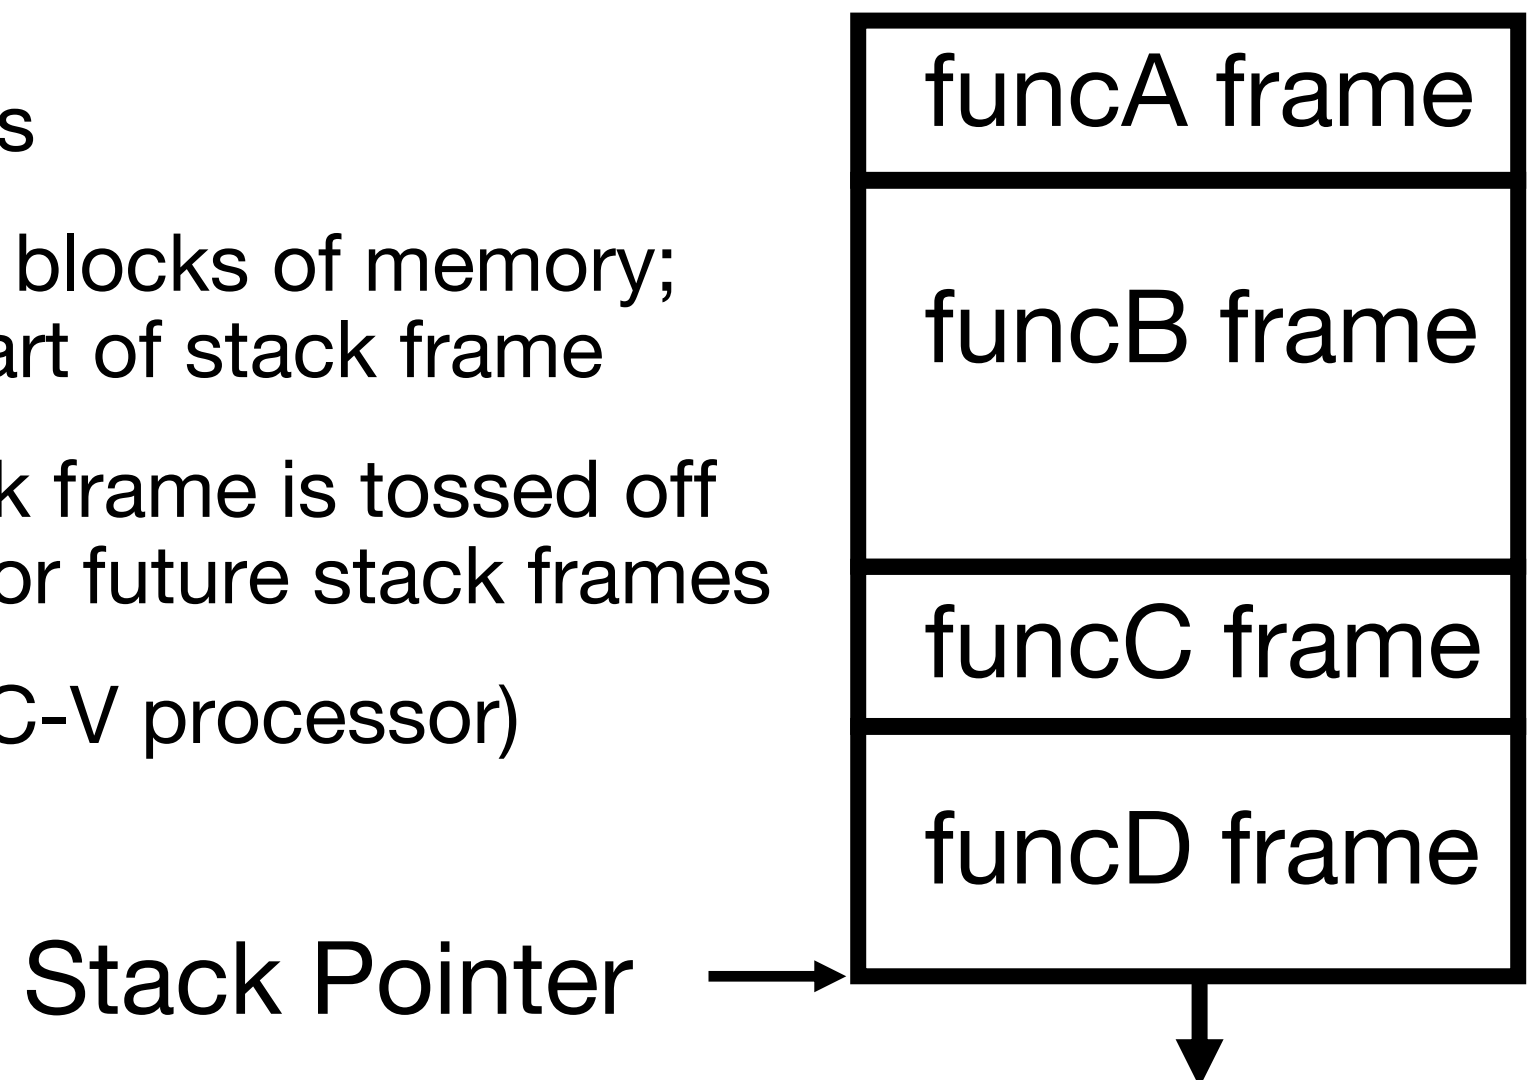 s
blocks of memory;
art of stack frame
k frame is tossed off
or future stack frames
C-V processor)
Stack Pointer
funcA frame
funcB frame
funcC frame
funcD frame